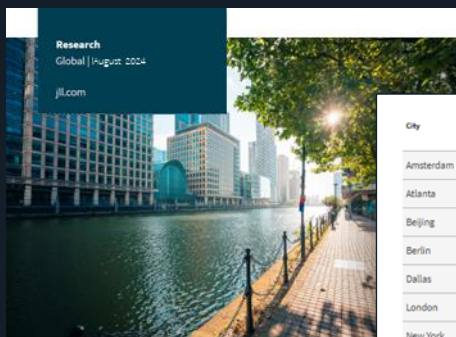 Research
Global | August 2024
jll.com
City
Amsterdam
Atlanta
Beijing
Berlin
Dallas
London
New York